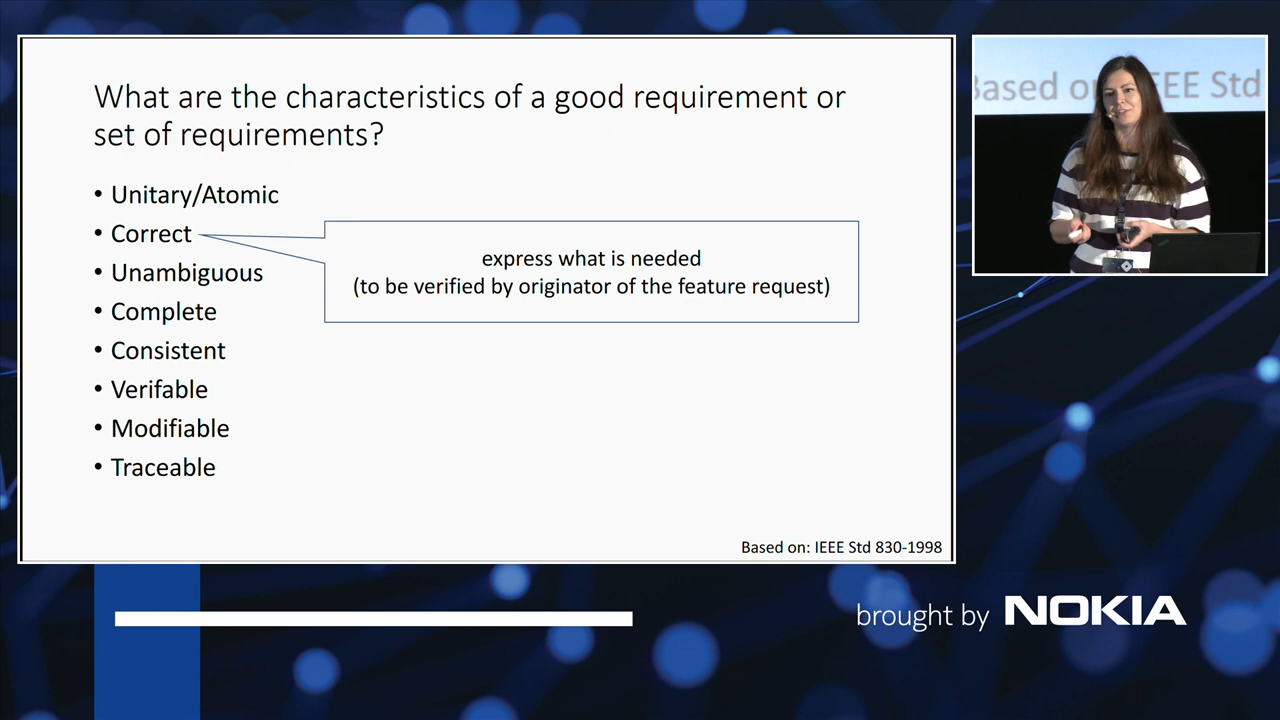 What are the characteristics of a good requirement or
set of requirements?
• Unitary/Atomic
• Correct
express what is needed
(to be verified by originator of the feature request)
• Unambiguous
• Complete
• Consistent
• Verifable
• Modifiable
• Traceable
Based on: IEEE Std 830-1998
Based on: IEEE Std
brought by NOKIA